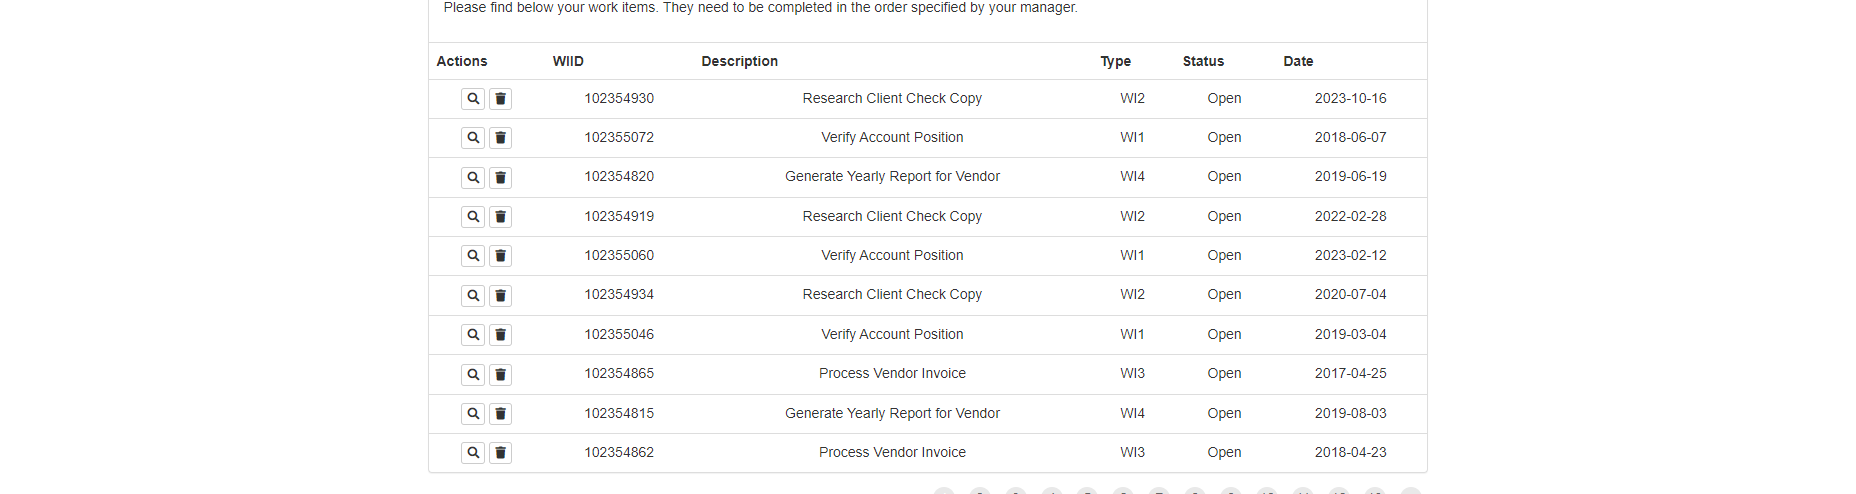 Please find below your work items. They need to be completed in the order specified by your manager.
Actions WIID Description Type Status Date
102354930 Research Client Check Copy WI2 Open 2023-10-16
102355072 Verify Account Position WI1 Open 2018-06-07
102354820 Generate Yearly Report for Vendor WI4 Open 2019-06-19
102354919 Research Client Check Copy WI2 Open 2022-02-28
102355060 Verify Account Position WI1 Open 2023-02-12
102354934 Research Client Check Copy WI2 Open 2020-07-04
102355046 Verify Account Position WI1 Open 2019-03-04
102354865 Process Vendor Invoice WI3 Open 2017-04-25
102354815 Generate Yearly Report for Vendor WI4 Open 2019-08-03
102354862 Process Vendor Invoice WI3 Open 2018-04-23